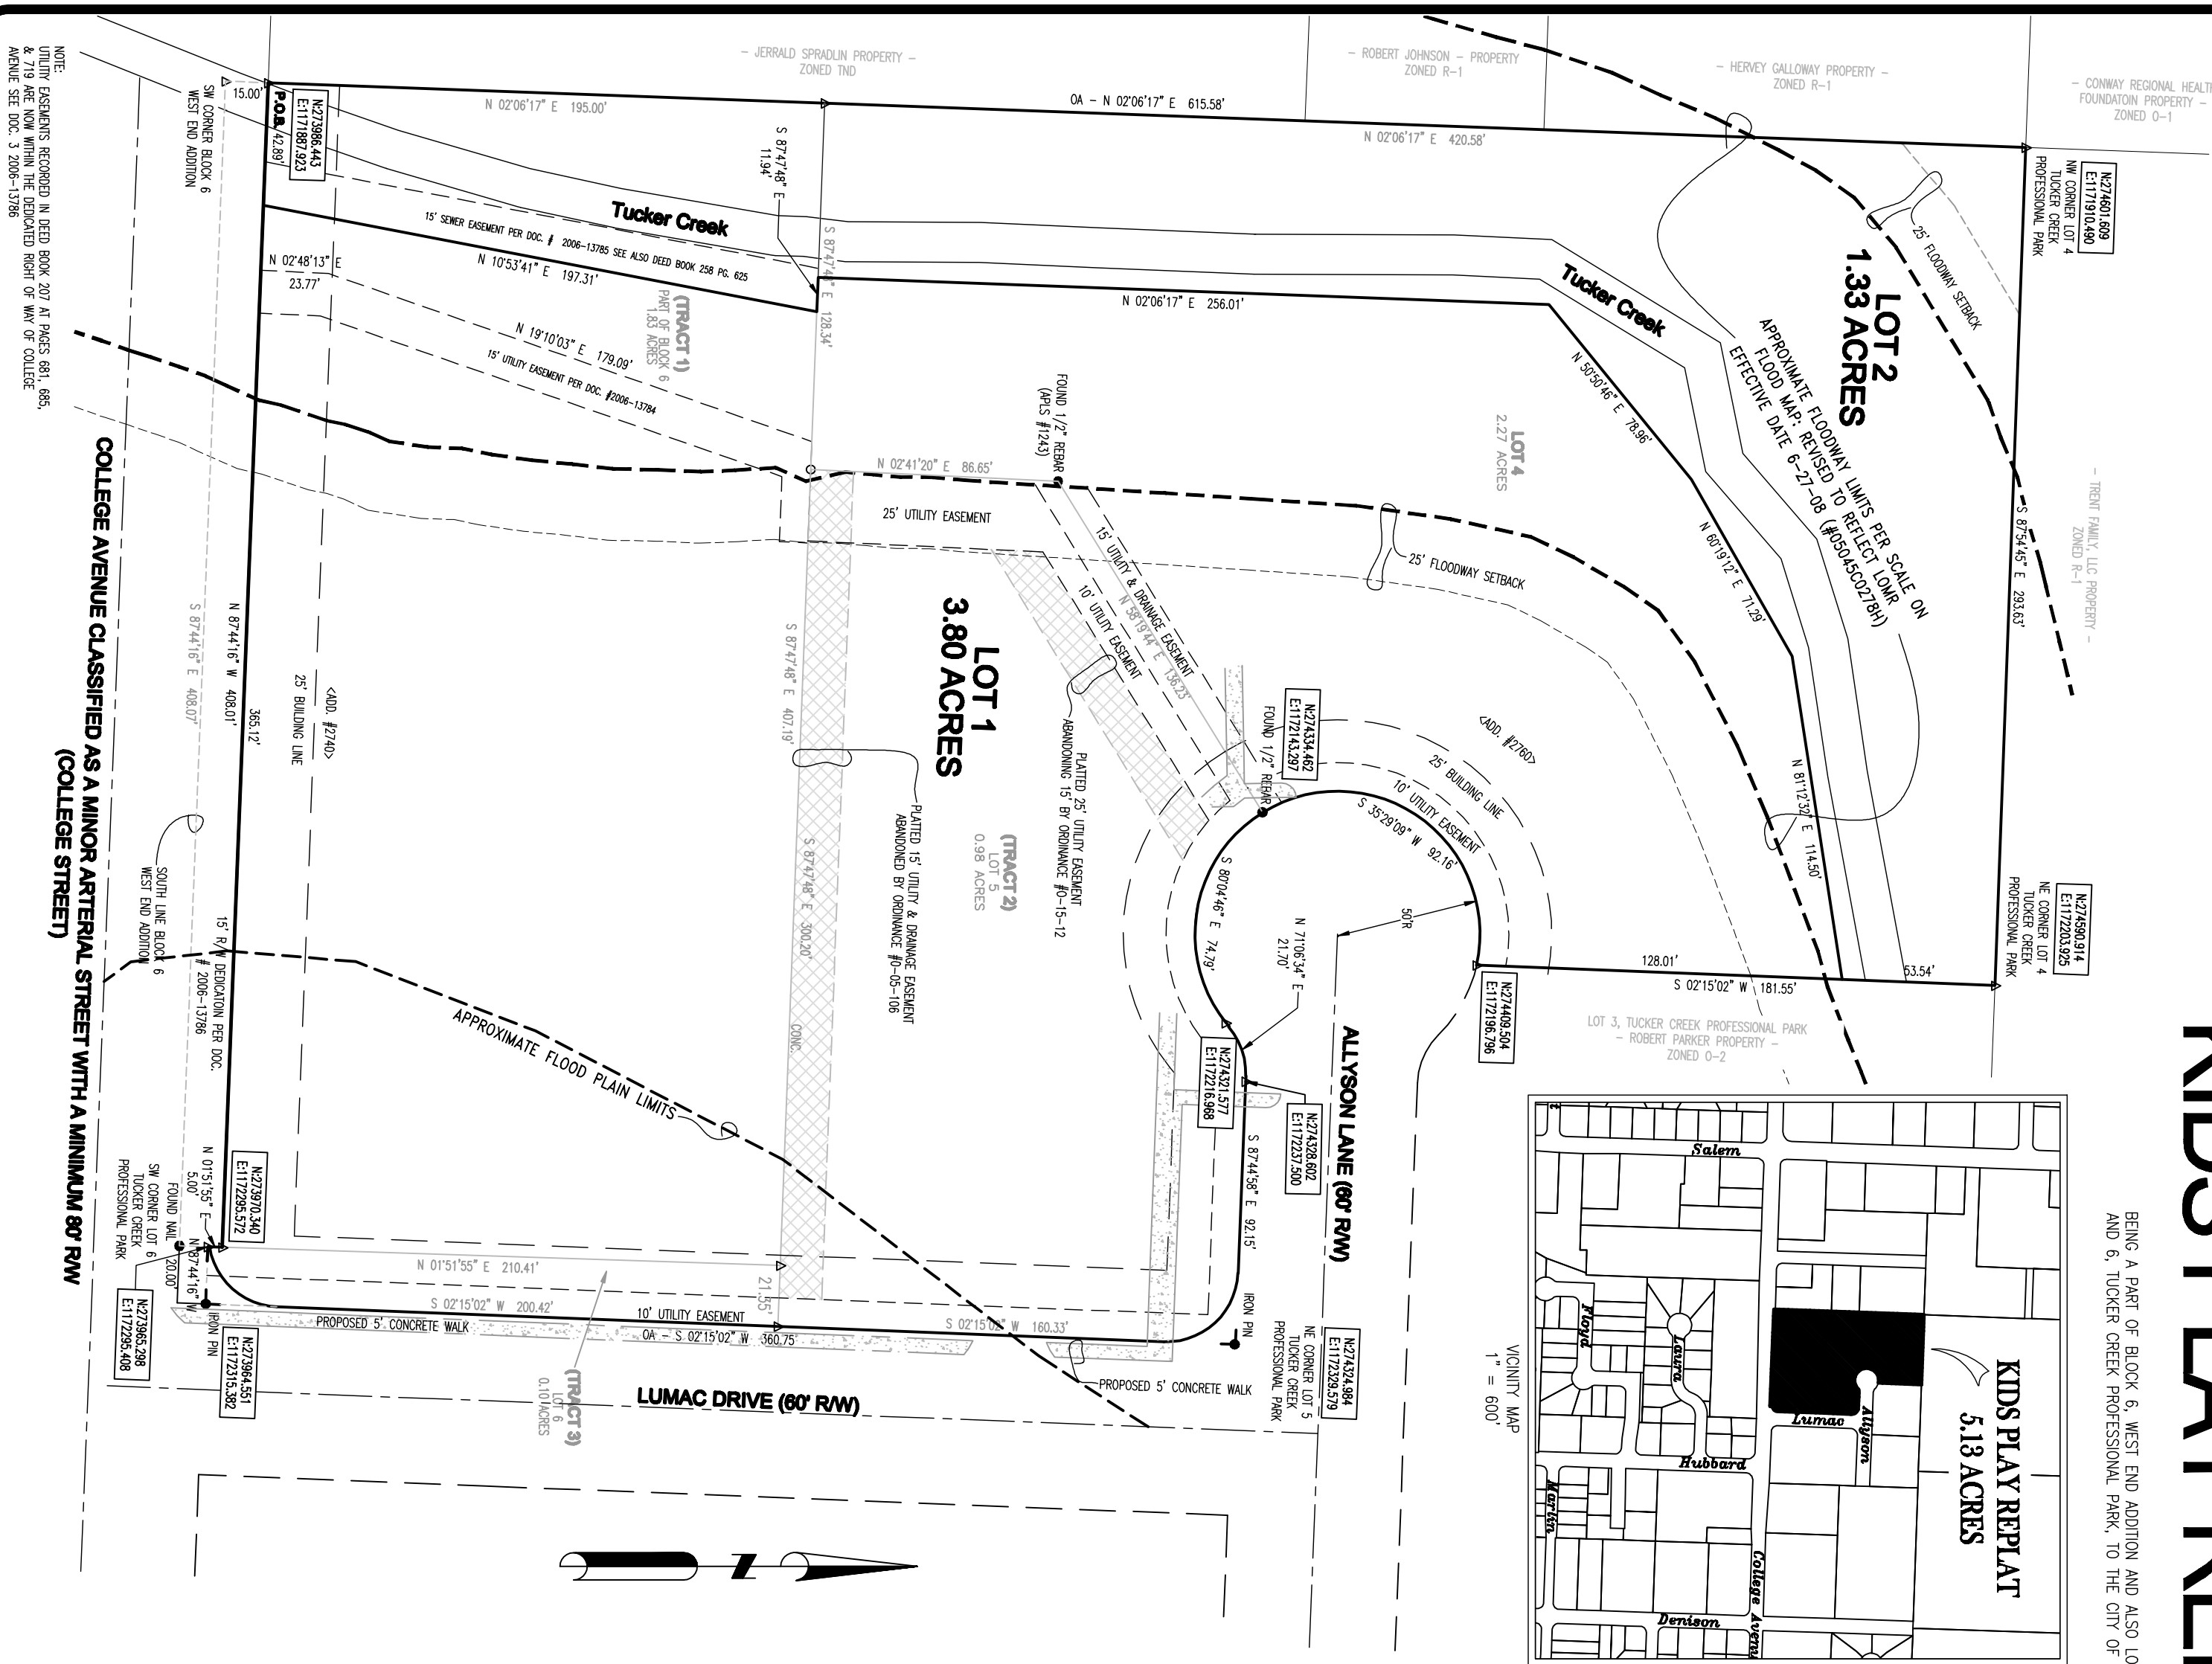 KIDS PLAY REPL
BEING A PART OF BLOCK 6, WEST END ADDITION AND ALSO LO
AND 6, TUCKER CREEK PROFESSIONAL PARK, TO THE CITY OF
- CONWAY REGIONAL HEALTH
FOUNDATOIN PROPERTY -
ZONED O-1
- TRENT FAMILY, LLC PROPERTY -
ZONED R-1
N:274601.609
E:1171910.490
NW CORNER LOT 4
TUCKER CREEK
PROFESSIONAL PARK
S 87°54'45" E 293.63'
N:274590.914
E:1172203.925
NE CORNER LOT 4
TUCKER CREEK
PROFESSIONAL PARK
- HERVEY GALLOWAY PROPERTY -
ZONED R-1
- ROBERT JOHNSON - PROPERTY
ZONED R-1
- JERRALD SPRADLIN PROPERTY -
ZONED TND
25' FLOODWAY SETBACK
LOT 2
1.33 ACRES
APPROXIMATE FLOODWAY LIMITS PER SCALE ON
FLOOD MAP: REVISED TO REFLECT LOMR
EFFECTIVE DATE 6-27-08 (#05045C0278H)
OA - N 02°06'17" E 615.58'
N 02°06'17" E 420.58'
N 02°06'17" E 195.00'
Tucker Creek
Tucker Creek
N 50°50'46" E 78.96'
N 60°19'12" E 71.29'
N 81°12'32" E 114.50'
53.54'
128.01'
S 02°15'02" W 181.55'
LOT 3, TUCKER CREEK PROFESSIONAL PARK
- ROBERT PARKER PROPERTY -
ZONED O-2
LOT 4
2.27 ACRES
N 02°06'17" E 256.01'
25' FLOODWAY SETBACK
<ADD. #2760>
25' BUILDING LINE
10' UTILITY EASEMENT
S 35°29'09" W 92.16'
50'R
N:274409.504
E:1172196.796
N:274334.462
E:1172143.297
FOUND 1/2" REBAR
S 80°04'46" E 74.79'
N 71°06'34" E
21.70'
N:274321.577
E:1172216.968
N:274328.602
E:1172237.500
ALLYSON LANE (60' R/W)
S 87°44'58" E 92.15'
IRON PIN
NE CORNER LOT 5
TUCKER CREEK
PROFESSIONAL PARK
N:274324.984
E:1172329.579
FOUND 1/2" REBAR
(APLS #1243)
N 02°41'20" E 86.65'
25' UTILITY EASEMENT
15' UTILITY & DRAINAGE EASEMENT
N 58°19'44" E 136.23'
10' UTILITY EASEMENT
PLATTED 25' UTILITY EASEMENT
ABANDONING 15' BY ORDINANCE #O-15-12
(TRACT 2)
LOT 5
0.98 ACRES
LOT 1
3.80 ACRES
PLATTED 15' UTILITY & DRAINAGE EASEMENT
ABANDONED BY ORDINANCE #O-05-106
S 87°47'48" E
11.94'
S 87°47'48" E 128.34'
S 87°47'48" E 407.19'
S 87°47'48" E 300.20'
CONC.
21.55'
(TRACT 1)
PART OF BLOCK 6
1.83 ACRES
15' SEWER EASEMENT PER DOC. # 2006-13785 SEE ALSO DEED BOOK 258 PG. 625
N 10°53'41" E 197.31'
N 02°48'13" E
23.77'
N 19°10'03" E 179.09'
15' UTILITY EASEMENT PER DOC. #2006-13784
APPROXIMATE FLOOD PLAIN LIMITS
N 01°51'55" E 210.41'
S 02°15'02" W 200.42'
S 02°15'02" W 160.33'
10' UTILITY EASEMENT
OA - S 02°15'02" W 360.75'
PROPOSED 5' CONCRETE WALK
PROPOSED 5' CONCRETE WALK
LUMAC DRIVE (60' R/W)
(TRACT 3)
LOT 6
0.10 ACRES
<ADD. #2740>
25' BUILDING LINE
N:273986.443
E:1171887.923
P.O.B.
42.89'
15.00'
SW CORNER BLOCK 6
WEST END ADDITION
N 87°44'16" W 408.01'
365.12'
S 87°44'16" E 408.07'
15' R/W DEDICATOIN PER DOC.
# 2006-13786
SOUTH LINE BLOCK 6
WEST END ADDITION
N:273970.340
E:1172295.572
N 01°51'55" E
5.00'
N 87°44'16" W
20.00'
FOUND NAIL
SW CORNER LOT 6
TUCKER CREEK
PROFESSIONAL PARK
IRON PIN
N:273964.551
E:1172315.382
N:273965.298
E:1172295.408
COLLEGE AVENUE CLASSIFIED AS A MINOR ARTERIAL STREET WITH A MINIMUM 80' R/W
(COLLEGE STREET)
NOTE:
UTILITIY EASEMENTS RECORDED IN DEED BOOK 207 AT PAGES 681, 685,
& 719 ARE NOW WITHIN THE DEDICATED RIGHT OF WAY OF COLLEGE
AVENUE SEE DOC. 3 2006-13786
KIDS PLAY REPLAT
5.13 ACRES
Salem
Floyd
Laura
Lumac
Allyson
Hubbard
Marlin
College Avenu
Denison
VICINITY MAP
1" = 600'
Z